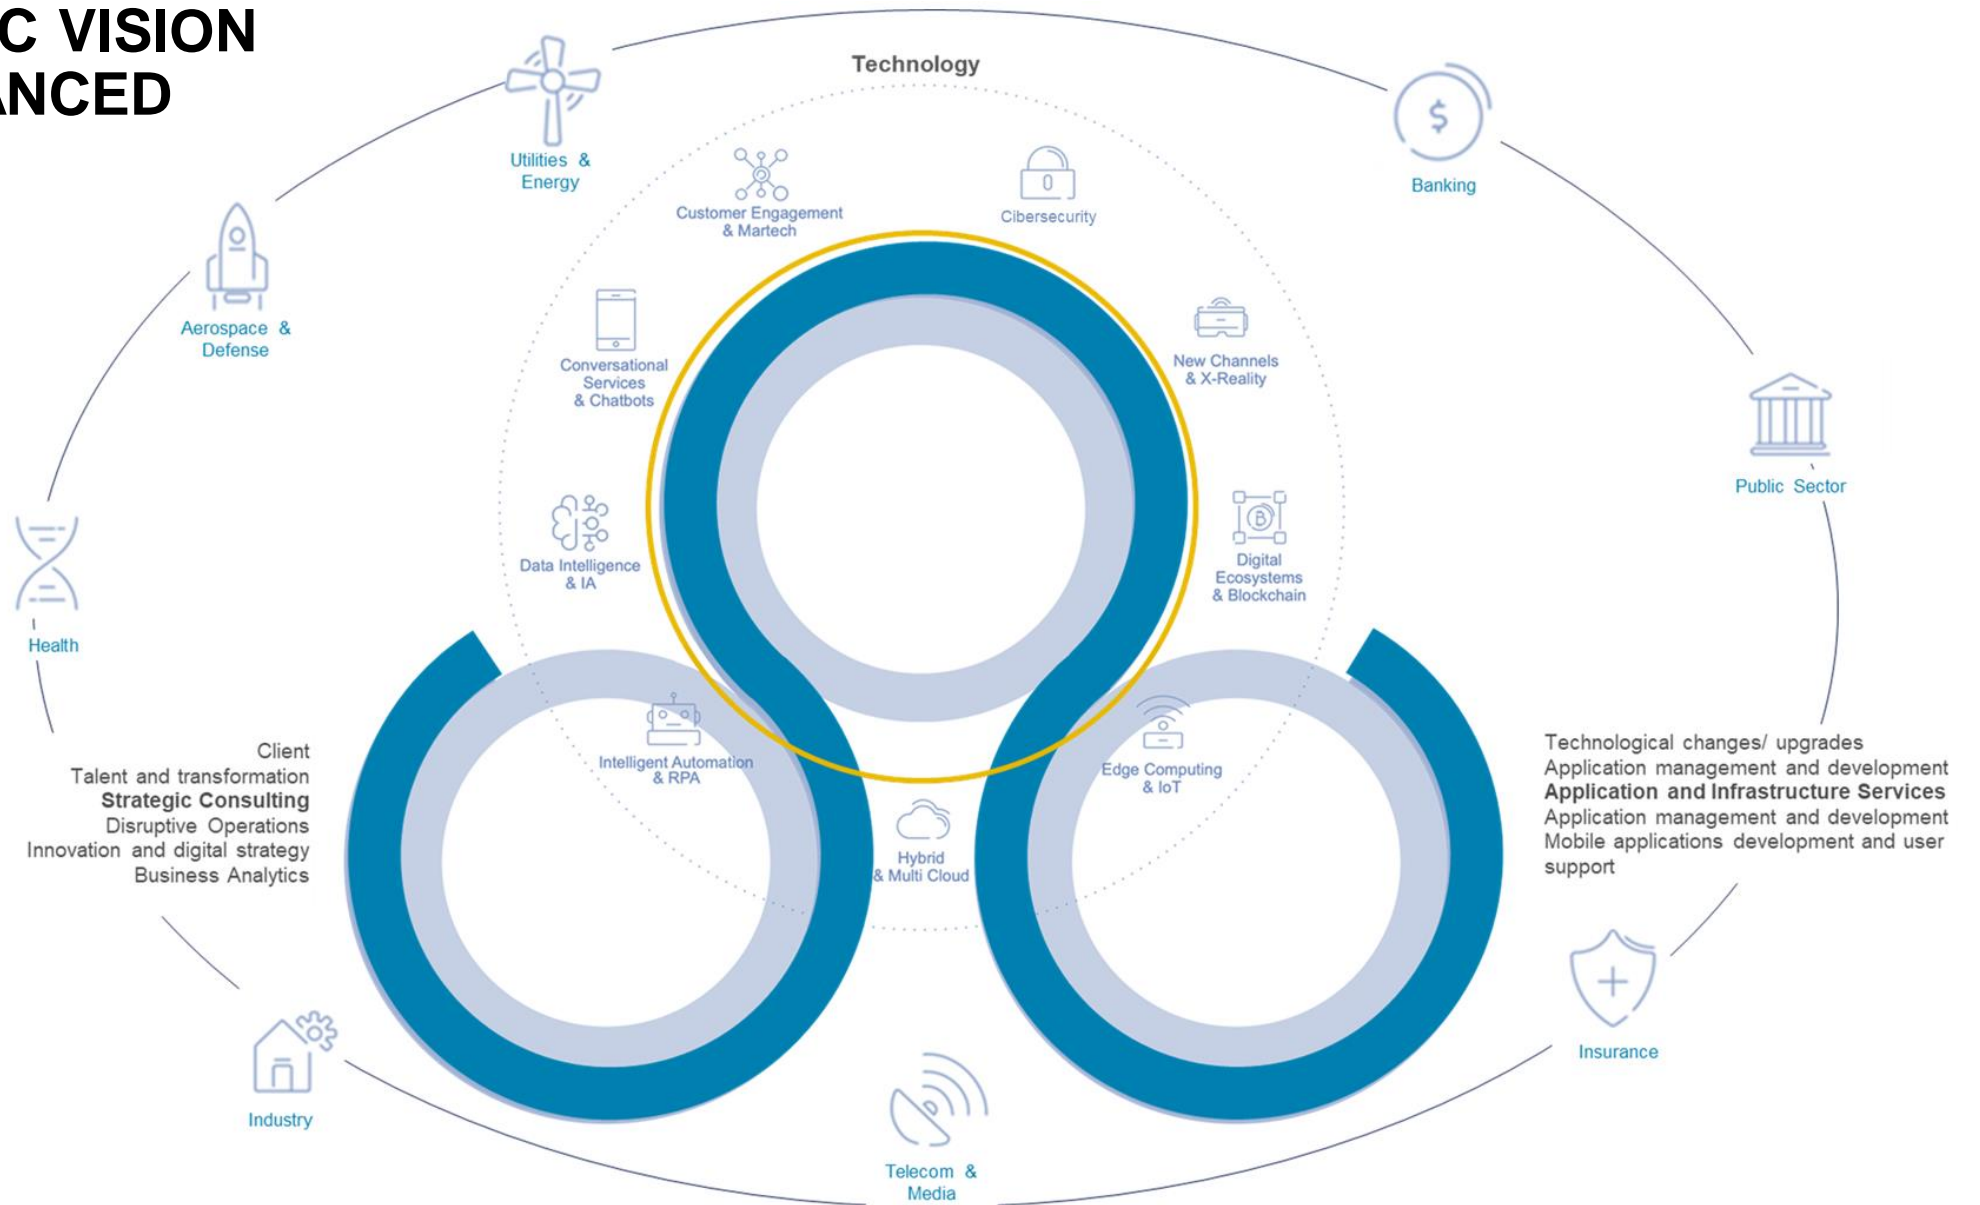 C VISION
ANCED
Technology
Utilities &
Energy
Banking
Customer Engagement
& Martech
Cibersecurity
Aerospace &
Defense
Conversational
Services
& Chatbots
New Channels
& X-Reality
Public Sector
Data Intelligence
& IA
Digital
Ecosystems
& Blockchain
Health
Intelligent Automation
& RPA
Edge Computing
& IoT
Hybrid
& Multi Cloud
Client
Talent and transformation
Strategic Consulting
Disruptive Operations
Innovation and digital strategy
Business Analytics
Technological changes/ upgrades
Application management and development
Application and Infrastructure Services
Application management and development
Mobile applications development and user
support
Insurance
Industry
Telecom &
Media